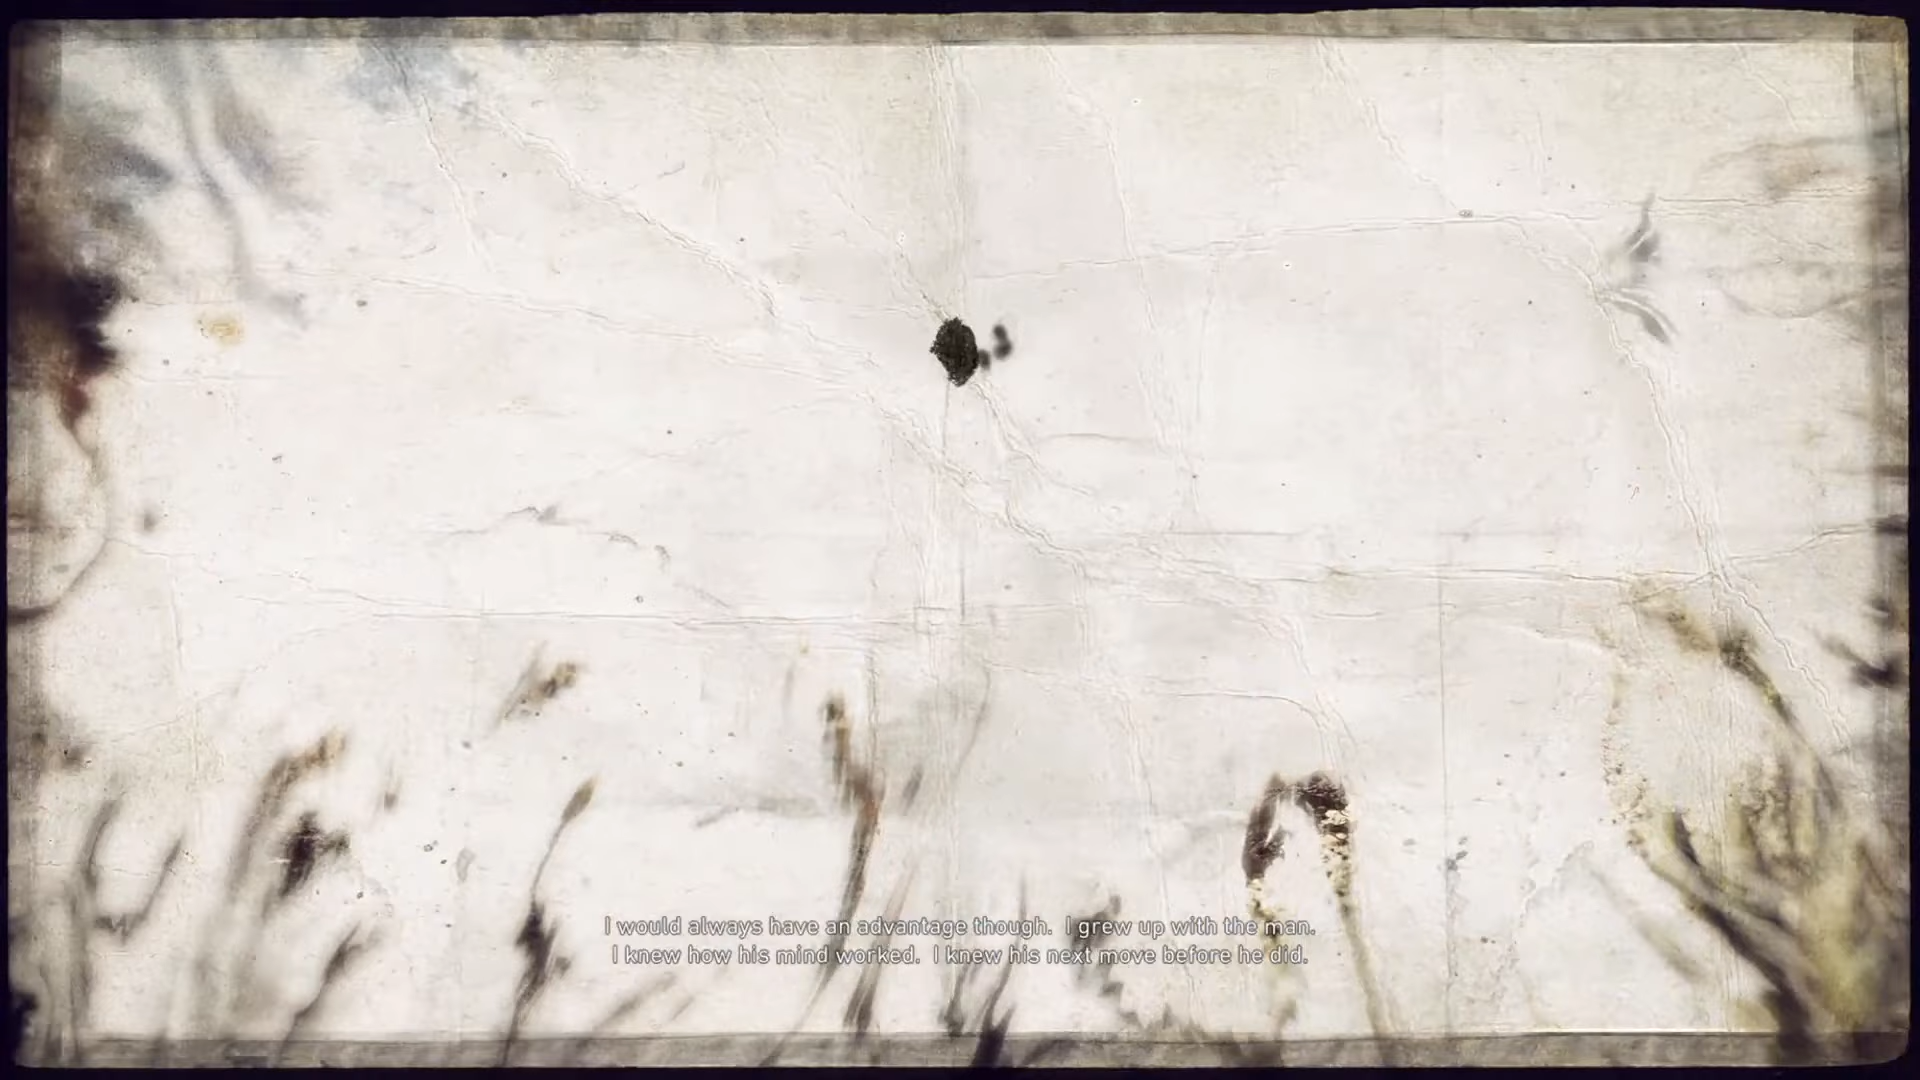 I would always have an advantage though.  I grew up with the man.
I knew how his mind worked.  I knew his next move before he did.